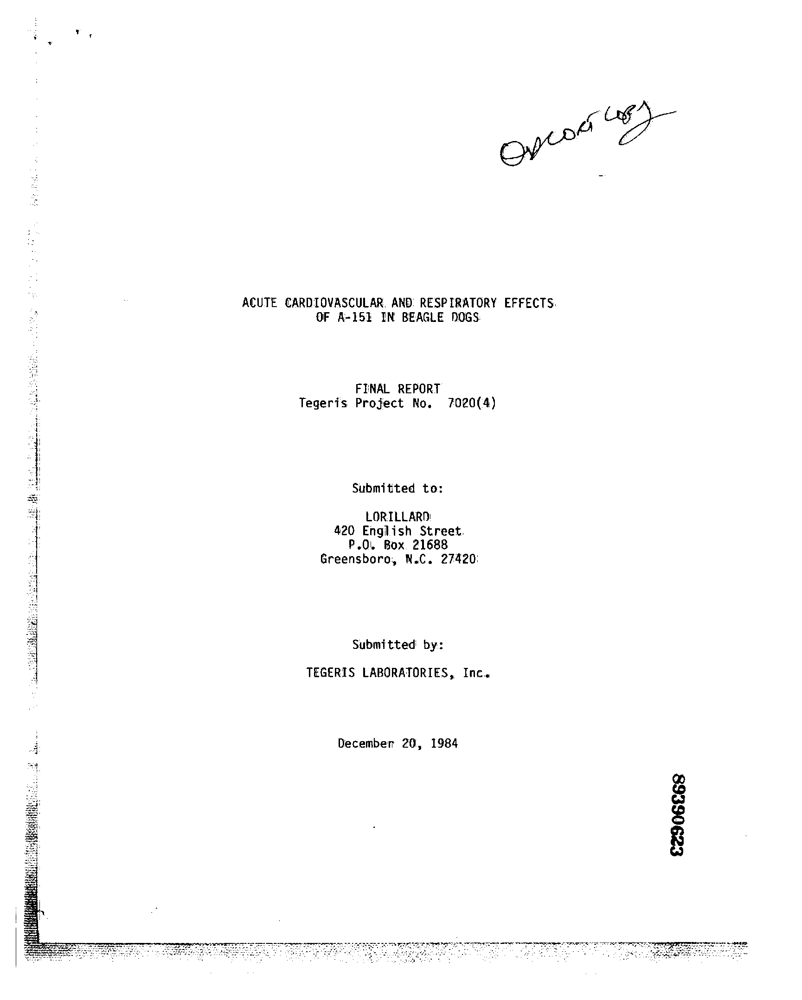 ACUTE CARDIOVASCULAR AND RESPIRATORY EFFECTS
OF A-151 IN BEAGLE DOGS
FINAL REPORT
Tegeris Project No. 7020(4)
Submitted to:
LORILLARD
420 English Street
P.O. Box 21688
Greensboro, N.C. 27420
Submitted by:
TEGERIS LABORATORIES, Inc.
December 20, 1984
89390623